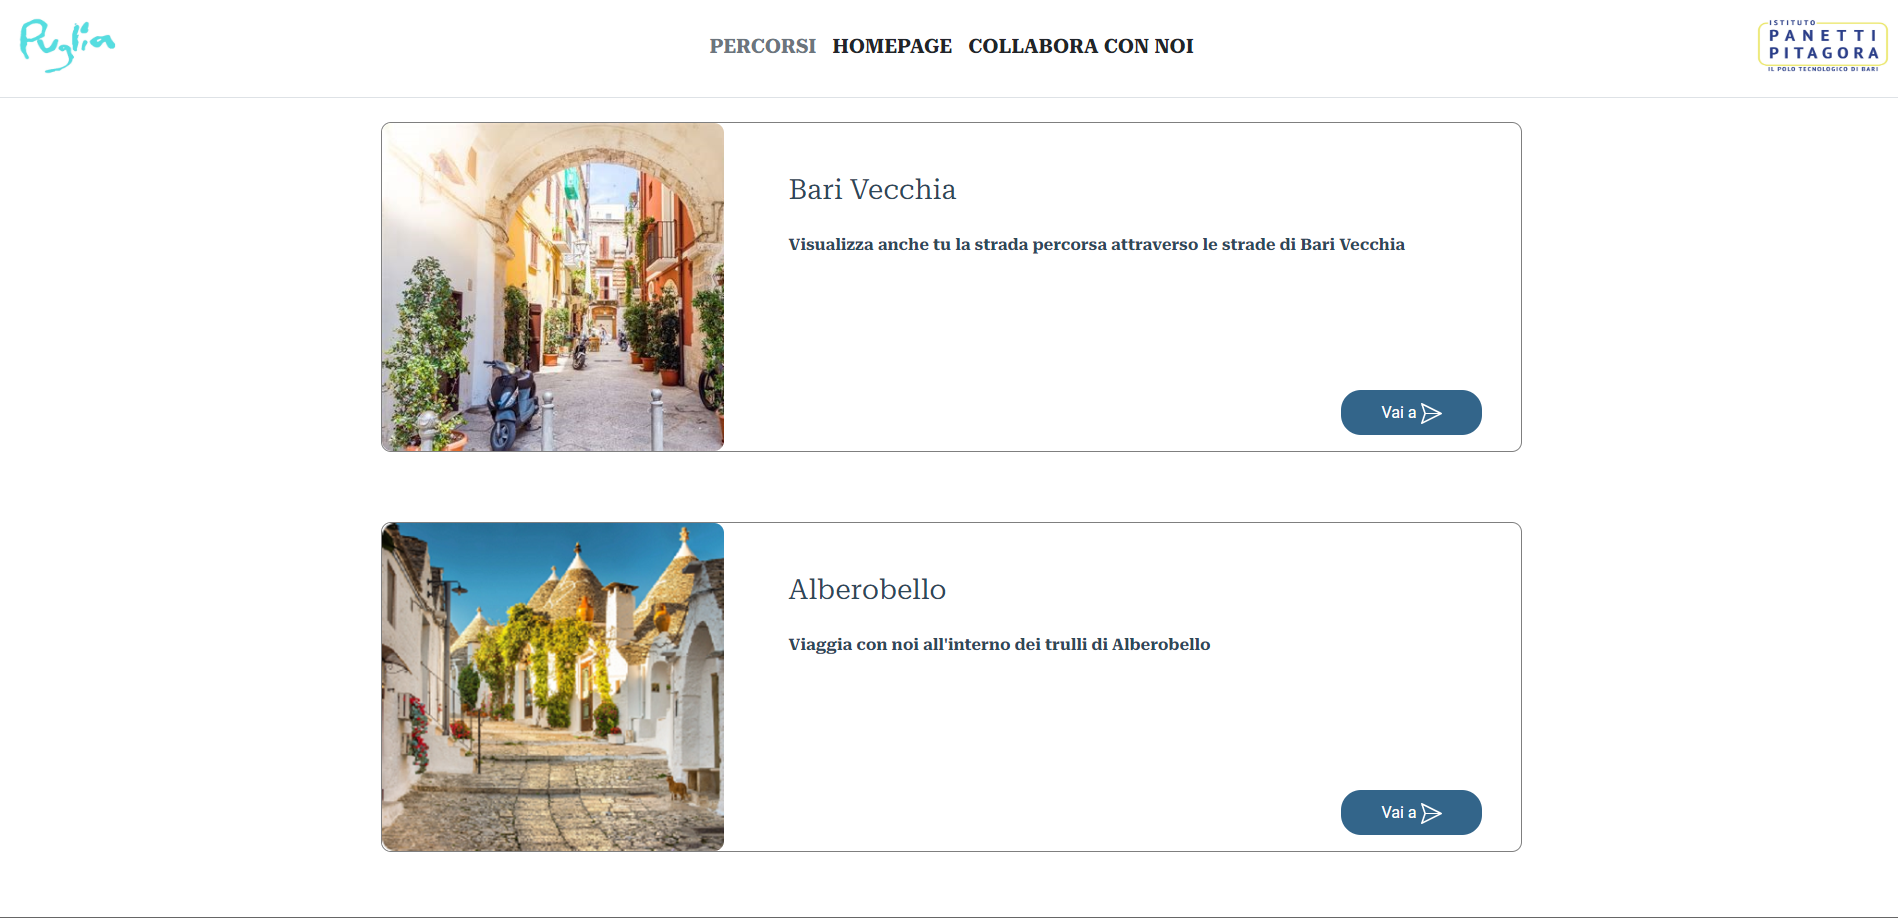 Puglia
PERCORSI HOMEPAGE COLLABORA CON NOI
ISTITUTO
PANETTI
PITAGORA
IL POLO TECNOLOGICO DI BARI
Bari Vecchia
Visualizza anche tu la strada percorsa attraverso le strade di Bari Vecchia
Vai a
Alberobello
Viaggia con noi all'interno dei trulli di Alberobello
Vai a